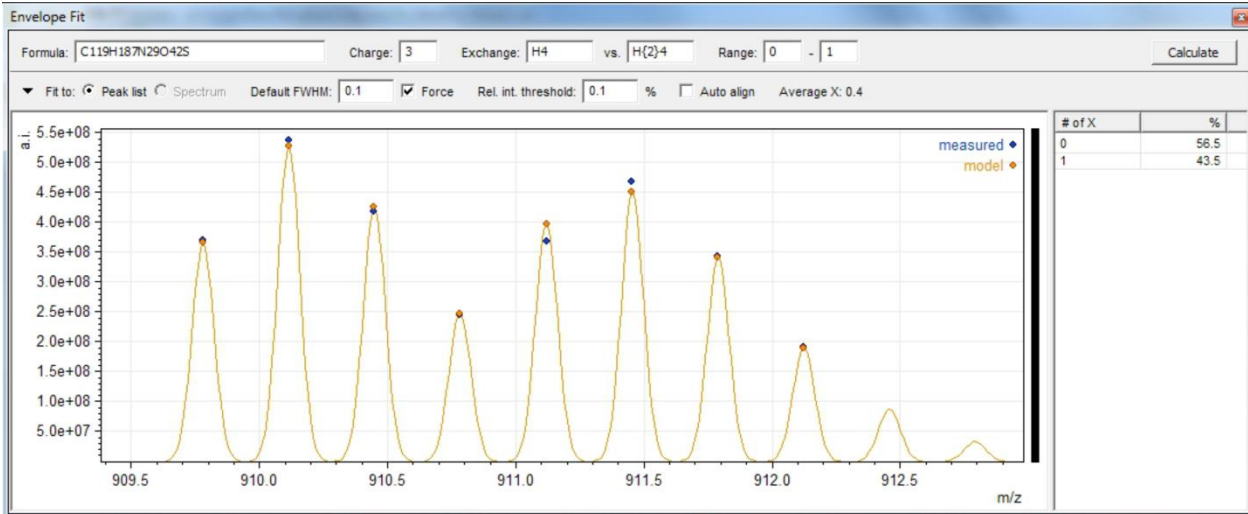 Envelope Fit
Formula: C119H187N29O42S Charge: 3 Exchange: H4 vs. H{2}4 Range: 0 - 1 Calculate
Fit to: Peak list Spectrum Default FWHM: 0.1 Force Rel. int. threshold: 0.1 % Auto align Average X: 0.4
a.i.
5.5e+08
5.0e+08
4.5e+08
4.0e+08
3.5e+08
3.0e+08
2.5e+08
2.0e+08
1.5e+08
1.0e+08
5.0e+07
measured
model
909.5 910.0 910.5 911.0 911.5 912.0 912.5
m/z
# of X %
0 56.5
1 43.5